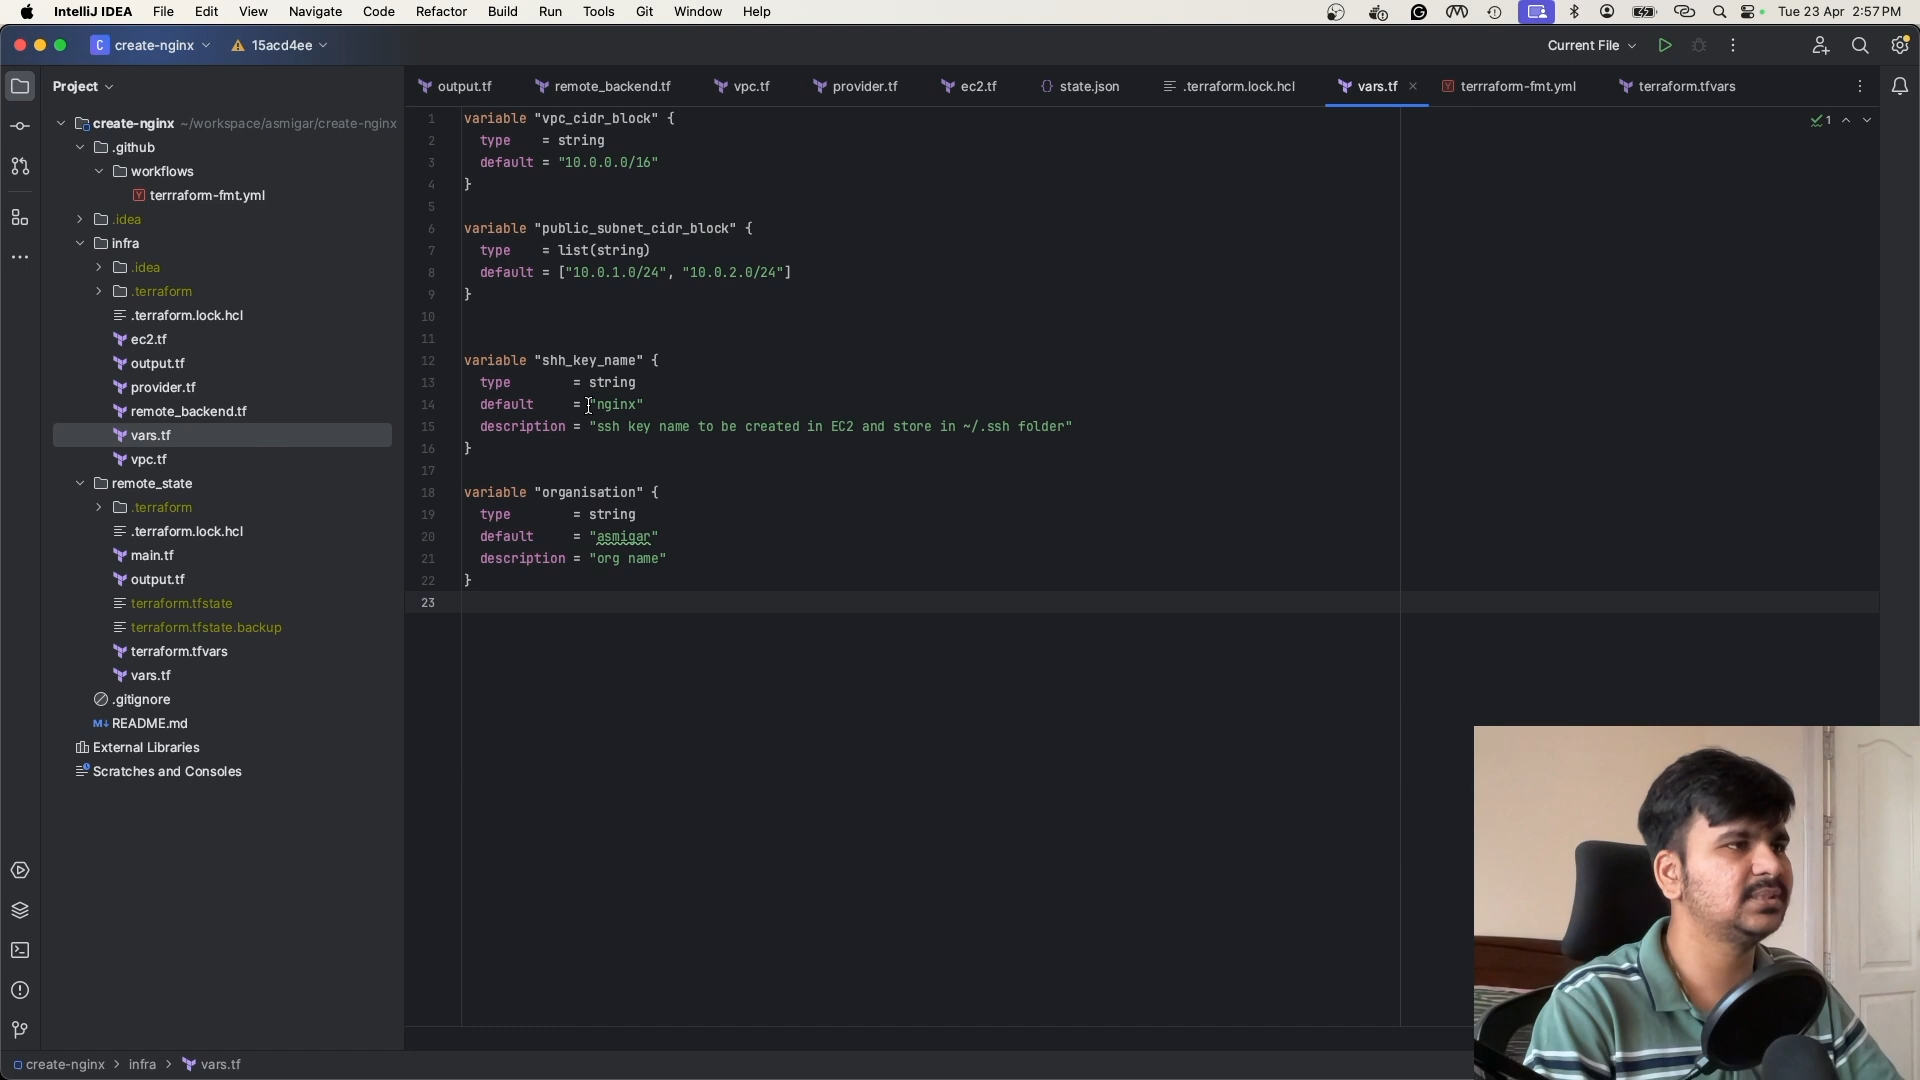 IntelliJ IDEA File Edit View Navigate Code Refactor Build Run Tools Git Window Help Tue 23 Apr 2:57 PM
C create-nginx 15acd4ee Current File
Project
output.tf remote_backend.tf vpc.tf provider.tf ec2.tf state.json .terraform.lock.hcl vars.tf terrraform-fmt.yml terraform.tfvars
create-nginx ~/workspace/asmigar/create-nginx
.github
workflows
terrraform-fmt.yml
.idea
infra
.idea
.terraform
.terraform.lock.hcl
ec2.tf
output.tf
provider.tf
remote_backend.tf
vars.tf
vpc.tf
remote_state
.terraform
.terraform.lock.hcl
main.tf
output.tf
terraform.tfstate
terraform.tfstate.backup
terraform.tfvars
vars.tf
.gitignore
README.md
External Libraries
Scratches and Consoles
1 variable "vpc_cidr_block" {
2 type    = string
3 default = "10.0.0.0/16"
4 }
5
6 variable "public_subnet_cidr_block" {
7 type    = list(string)
8 default = ["10.0.1.0/24", "10.0.2.0/24"]
9 }
10
11
12 variable "shh_key_name" {
13 type        = string
14 default     = "nginx"
15 description = "ssh key name to be created in EC2 and store in ~/.ssh folder"
16 }
17
18 variable "organisation" {
19 type        = string
20 default     = "asmigar"
21 description = "org name"
22 }
23
1
create-nginx > infra > vars.tf